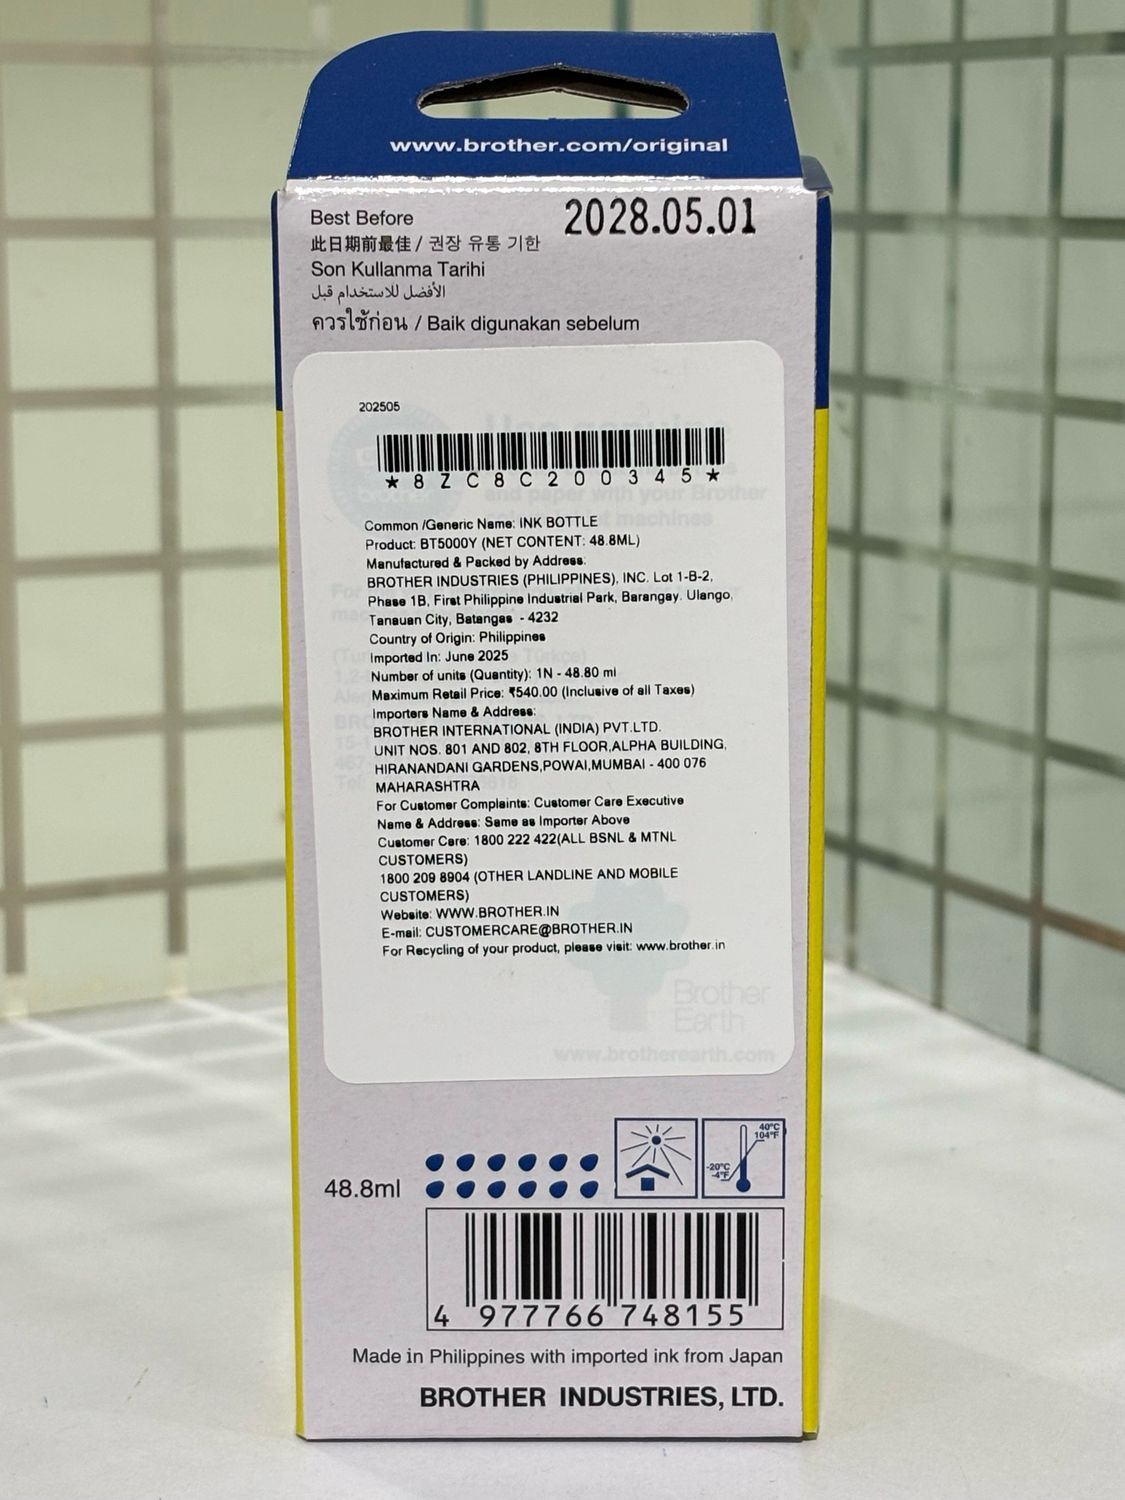 www.brother.com/original
Best Before 2028.05.01
此日期前最佳 / 권장 유통 기한
Son Kullanma Tarihi
الأفضل للاستخدام قبل
ควรใช้ก่อน / Baik digunakan sebelum
202505
*8ZC8C200345*
and paper with your Brother
machines
Common /Generic Name: INK BOTTLE
Product: BT5000Y (NET CONTENT: 48.8ML)
Manufactured & Packed by Address:
BROTHER INDUSTRIES (PHILIPPINES), INC. Lot 1-B-2,
Phase 1B, First Philippine Industrial Park, Barangay. Ulango,
Tanauan City, Batangas - 4232
Country of Origin: Philippines
Imported In: June 2025
Number of units (Quantity): 1N - 48.80 ml
Maximum Retail Price: ₹540.00 (Inclusive of all Taxes)
Importers Name & Address:
BROTHER INTERNATIONAL (INDIA) PVT.LTD.
UNIT NOS. 801 AND 802, 8TH FLOOR,ALPHA BUILDING,
HIRANANDANI GARDENS,POWAI,MUMBAI - 400 076
MAHARASHTRA
For Customer Complaints: Customer Care Executive
Name & Address: Same as Importer Above
Customer Care: 1800 222 422(ALL BSNL & MTNL
CUSTOMERS)
1800 209 8904 (OTHER LANDLINE AND MOBILE
CUSTOMERS)
Website: WWW.BROTHER.IN
E-mail: CUSTOMERCARE@BROTHER.IN
For Recycling of your product, please visit: www.brother.in
Brother
Earth
www.brotherearth.com
40°C
104°F
-20°C
-4°F
48.8ml
4 977766 748155
Made in Philippines with imported ink from Japan
BROTHER INDUSTRIES, LTD.